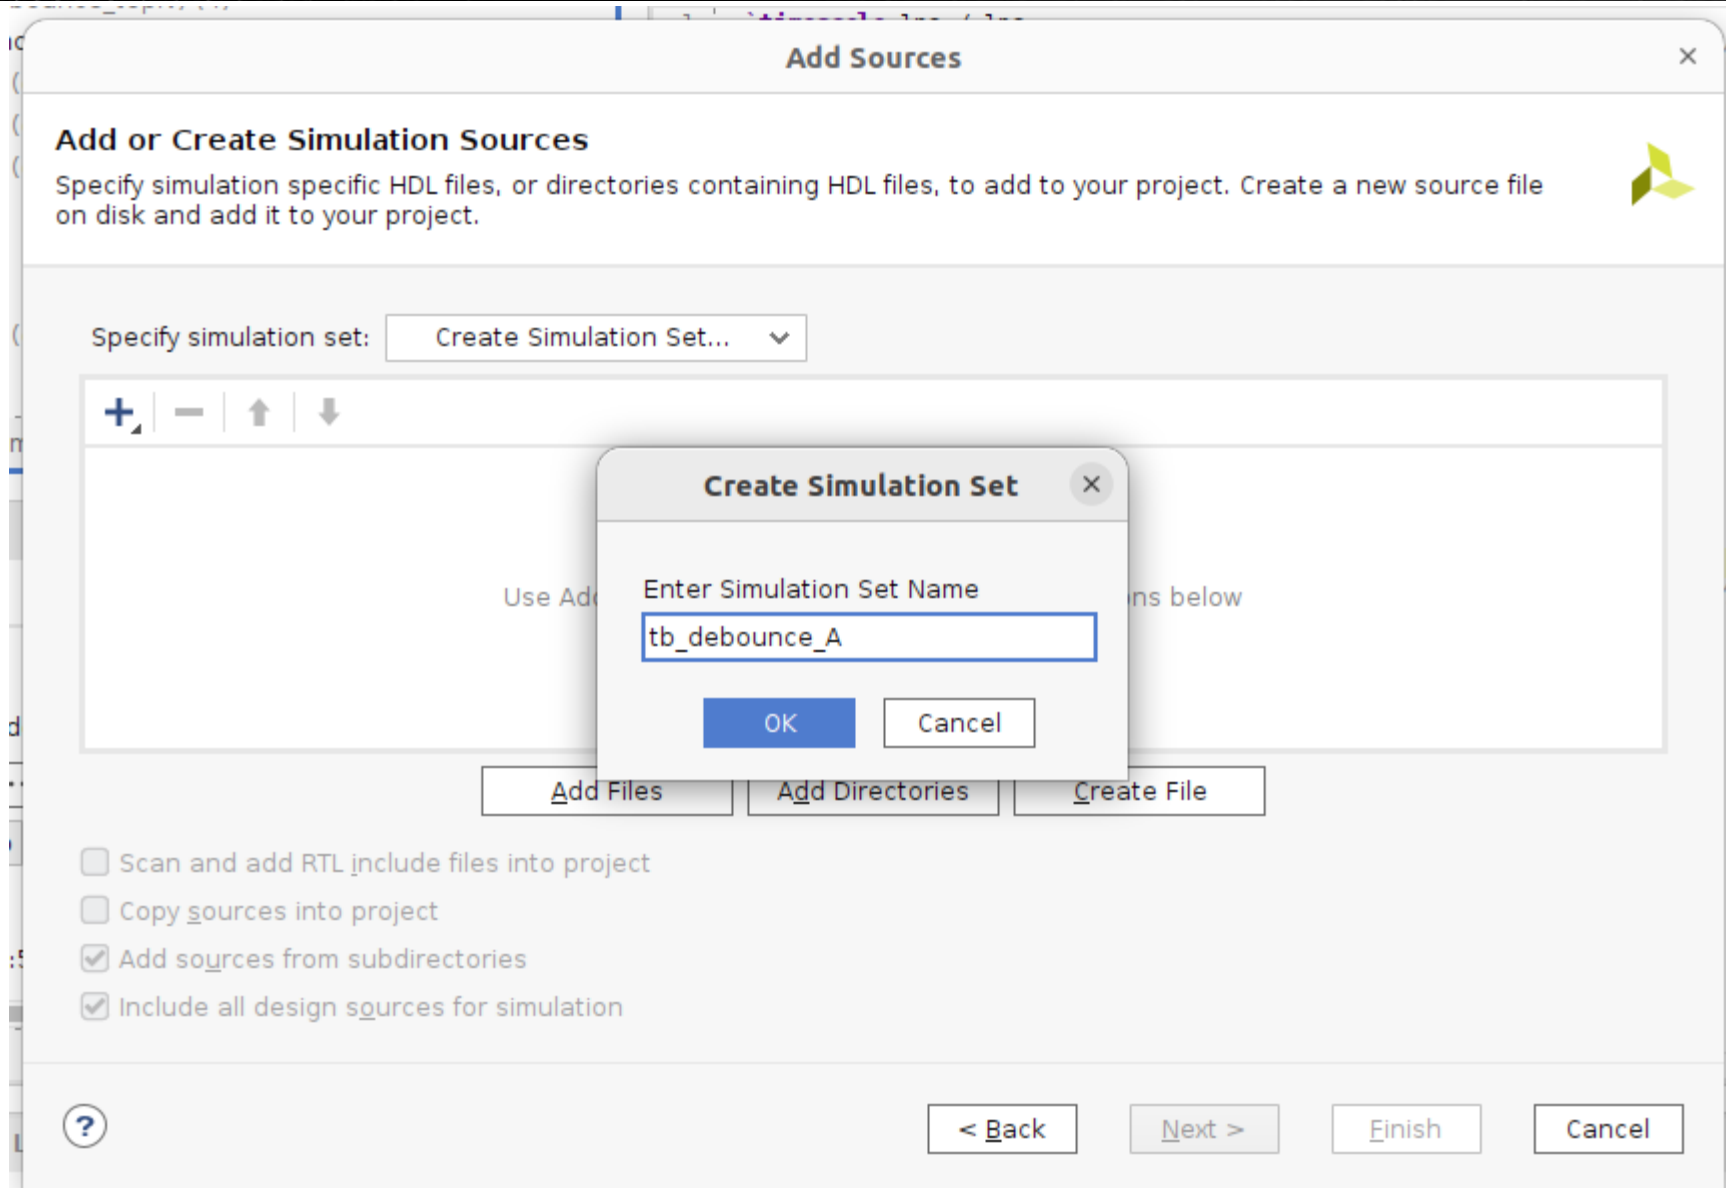 Add Sources
Add or Create Simulation Sources
Specify simulation specific HDL files, or directories containing HDL files, to add to your project. Create a new source file
on disk and add it to your project.
Specify simulation set: Create Simulation Set...
Create Simulation Set
Use Add
Enter Simulation Set Name
below
tb_debounce_A
OK Cancel
Add Files Add Directories Create File
Scan and add RTL include files into project
Copy sources into project
Add sources from subdirectories
Include all design sources for simulation
? < Back Next > Finish Cancel